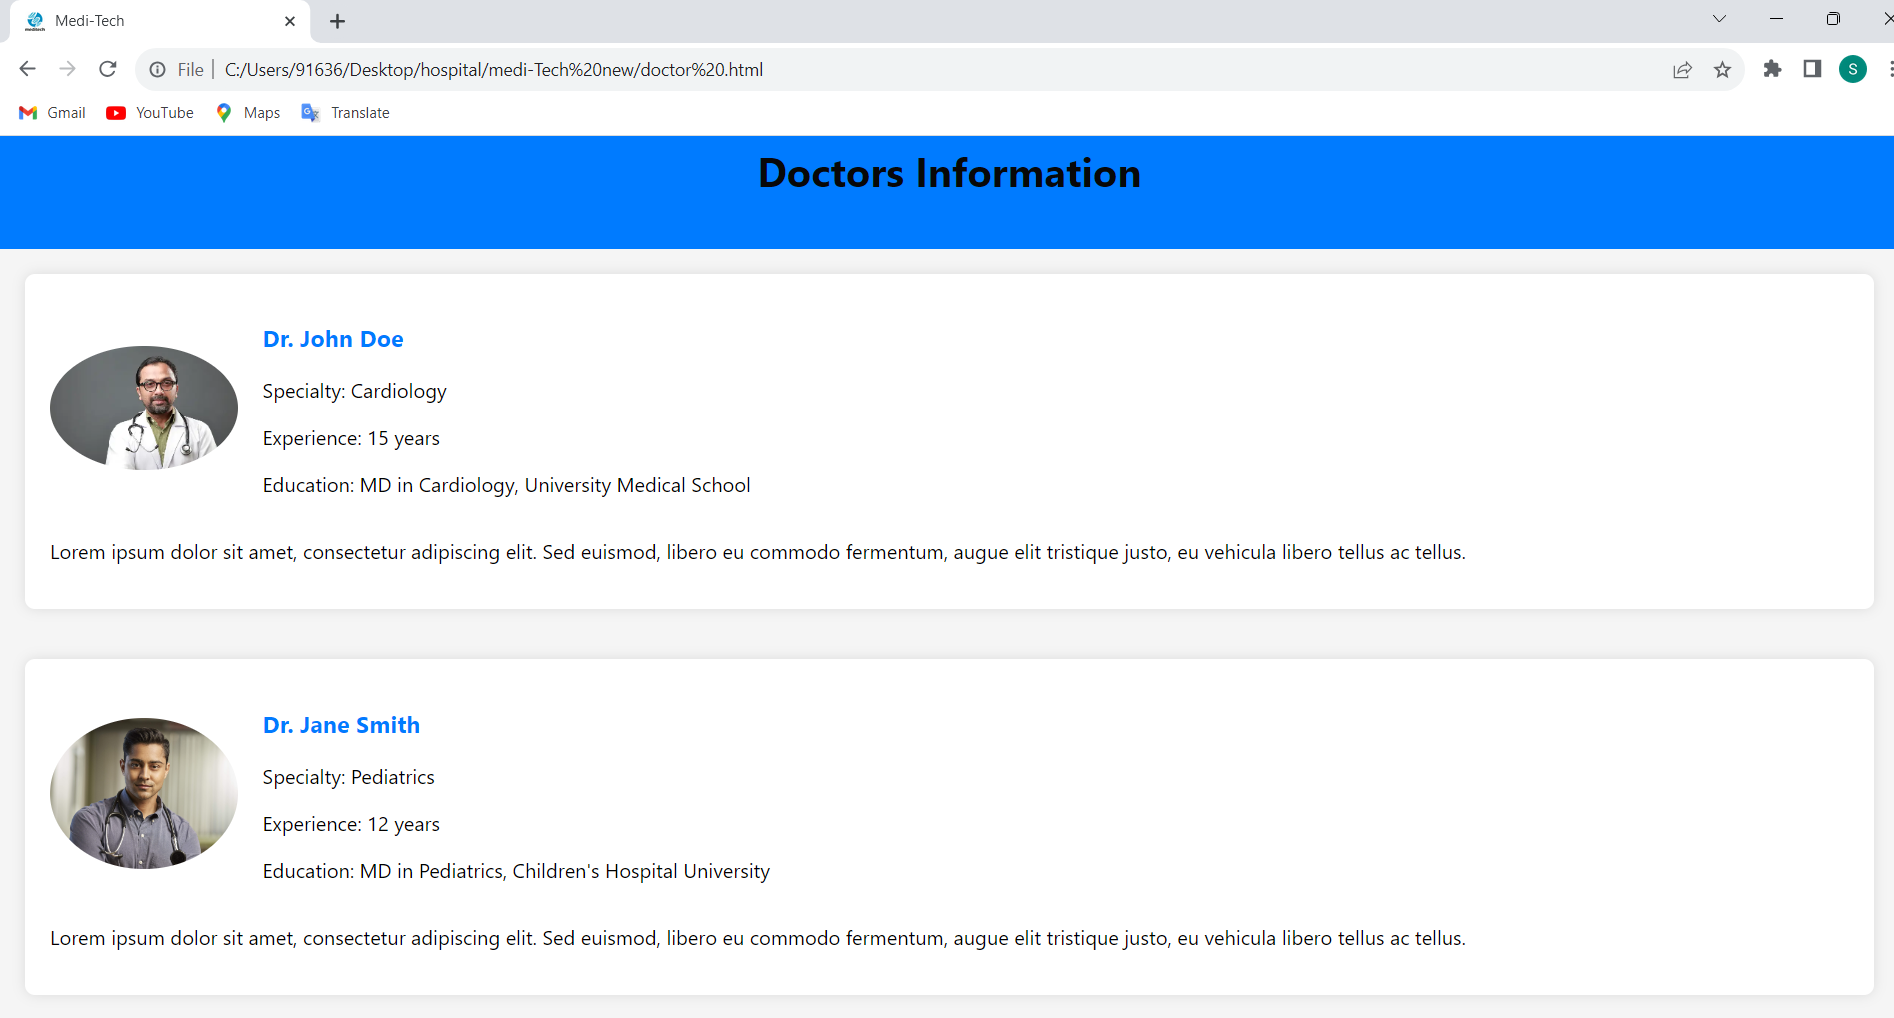 Medi-Tech
File
C:/Users/91636/Desktop/hospital/medi-Tech%20new/doctor%20.html
S
Gmail
YouTube
Maps
Translate
Doctors Information
Dr. John Doe
Specialty: Cardiology
Experience: 15 years
Education: MD in Cardiology, University Medical School
Lorem ipsum dolor sit amet, consectetur adipiscing elit. Sed euismod, libero eu commodo fermentum, augue elit tristique justo, eu vehicula libero tellus ac tellus.
Dr. Jane Smith
Specialty: Pediatrics
Experience: 12 years
Education: MD in Pediatrics, Children's Hospital University
Lorem ipsum dolor sit amet, consectetur adipiscing elit. Sed euismod, libero eu commodo fermentum, augue elit tristique justo, eu vehicula libero tellus ac tellus.